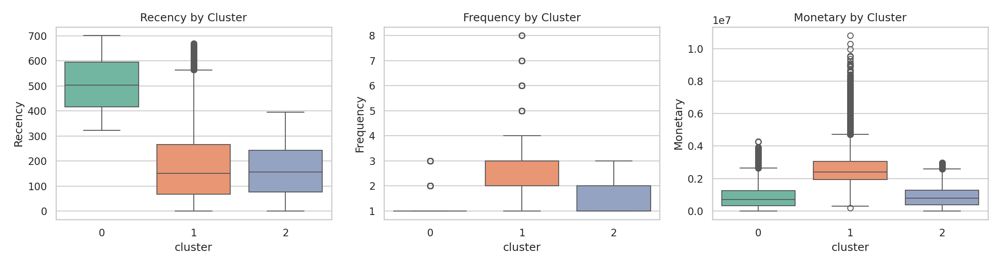 Recency by Cluster
Recency
700
600
500
400
300
200
100
0
0 1 2
cluster
Frequency by Cluster
Frequency
8
7
6
5
4
3
2
1
0 1 2
cluster
Monetary by Cluster
1e7
Monetary
1.0
0.8
0.6
0.4
0.2
0.0
0 1 2
cluster